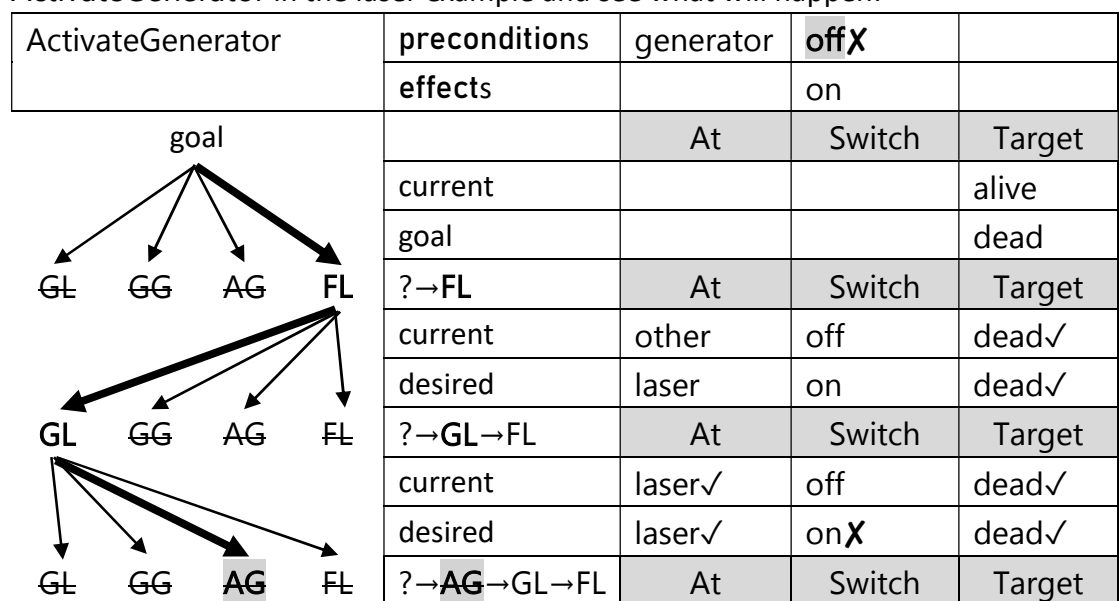 ActivateGenerator in the laser example and see what will happen.
ActivateGenerator preconditions generator off✗
effects on
goal At Switch Target
current alive
goal dead
GL GG AG FL ?→FL At Switch Target
current other off dead✓
desired laser on dead✓
GL GG AG FL ?→GL→FL At Switch Target
current laser✓ off dead✓
desired laser✓ on✗ dead✓
GL GG AG FL ?→AG→GL→FL At Switch Target